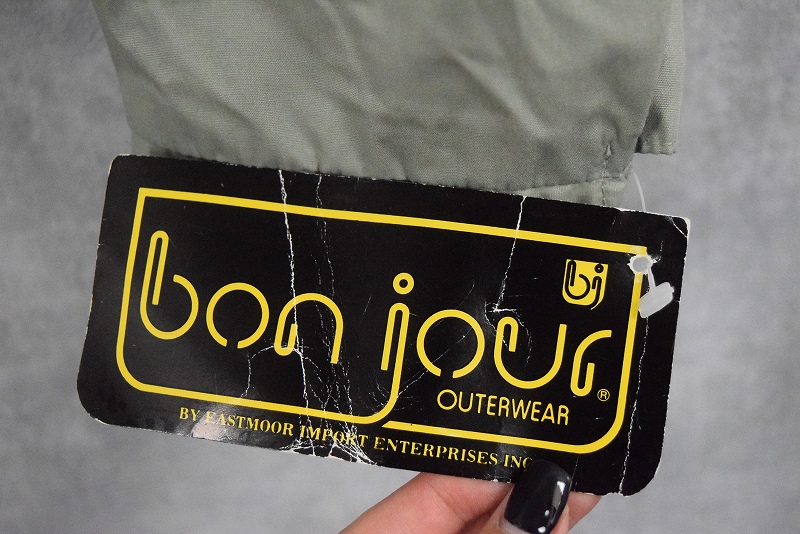 bon jour
bj
OUTERWEAR ®
BY EASTMOOR IMPORT ENTERPRISES INC